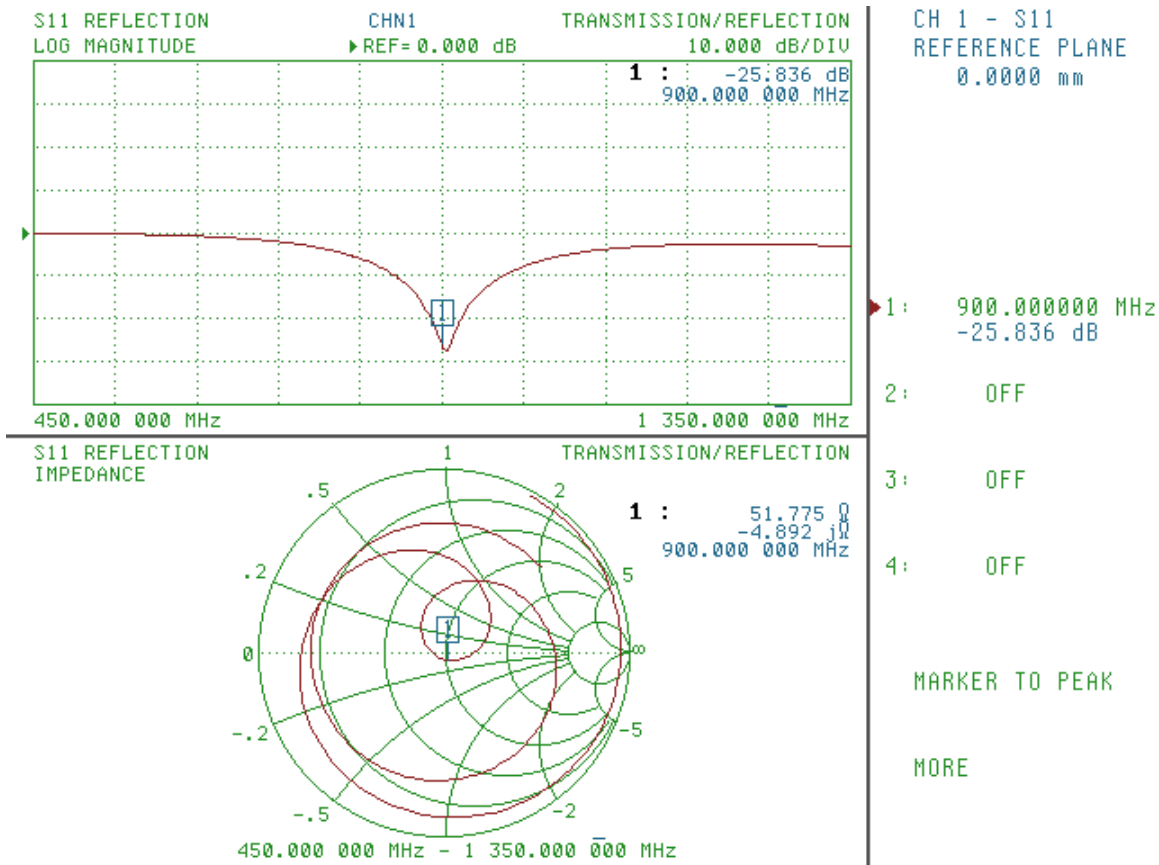 S11 REFLECTION CHN1 TRANSMISSION/REFLECTION
LOG MAGNITUDE ▶REF= 0.000 dB 10.000 dB/DIV
1 : -25.836 dB
900.000 000 MHz
1
450.000 000 MHz 1 350.000 000 MHz
S11 REFLECTION TRANSMISSION/REFLECTION
IMPEDANCE
1 : 51.775 Ω
-4.892 jΩ
900.000 000 MHz
1
.5
2
.2
5
1
0
∞
-.2
-5
-.5
-2
450.000 000 MHz - 1 350.000 000 MHz
CH 1 - S11
REFERENCE PLANE
0.0000 mm
1: 900.000000 MHz
-25.836 dB
2: OFF
3: OFF
4: OFF
MARKER TO PEAK
MORE